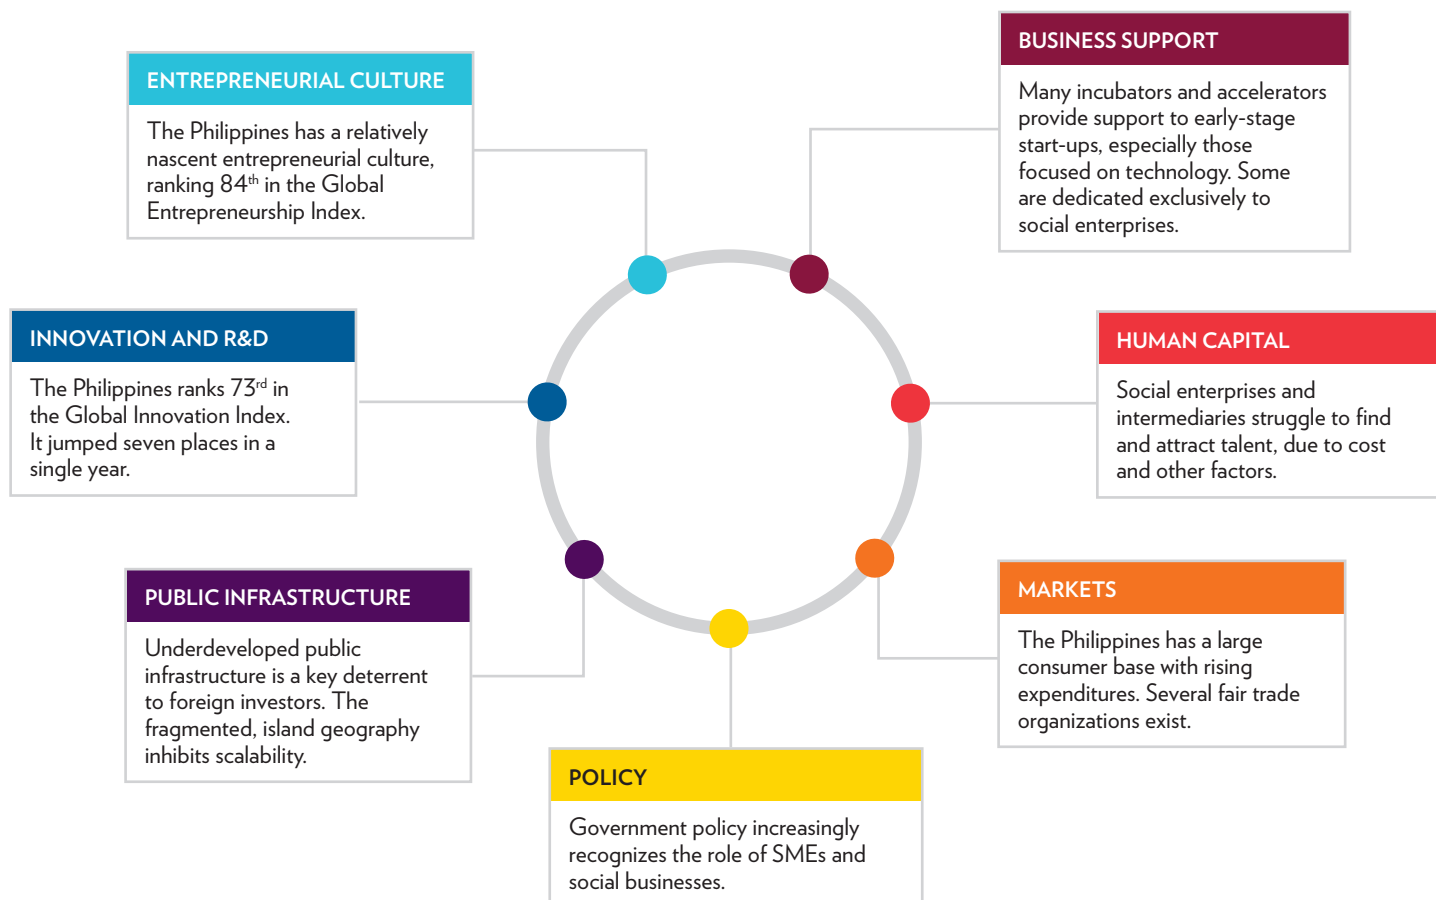 ENTREPRENEURIAL CULTURE
The Philippines has a relatively
nascent entrepreneurial culture,
ranking 84th in the Global
Entrepreneurship Index.
BUSINESS SUPPORT
Many incubators and accelerators
provide support to early-stage
start-ups, especially those
focused on technology. Some
are dedicated exclusively to
social enterprises.
INNOVATION AND R&D
The Philippines ranks 73rd in
the Global Innovation Index.
It jumped seven places in a
single year.
HUMAN CAPITAL
Social enterprises and
intermediaries struggle to find
and attract talent, due to cost
and other factors.
PUBLIC INFRASTRUCTURE
Underdeveloped public
infrastructure is a key deterrent
to foreign investors. The
fragmented, island geography
inhibits scalability.
MARKETS
The Philippines has a large
consumer base with rising
expenditures. Several fair trade
organizations exist.
POLICY
Government policy increasingly
recognizes the role of SMEs and
social businesses.